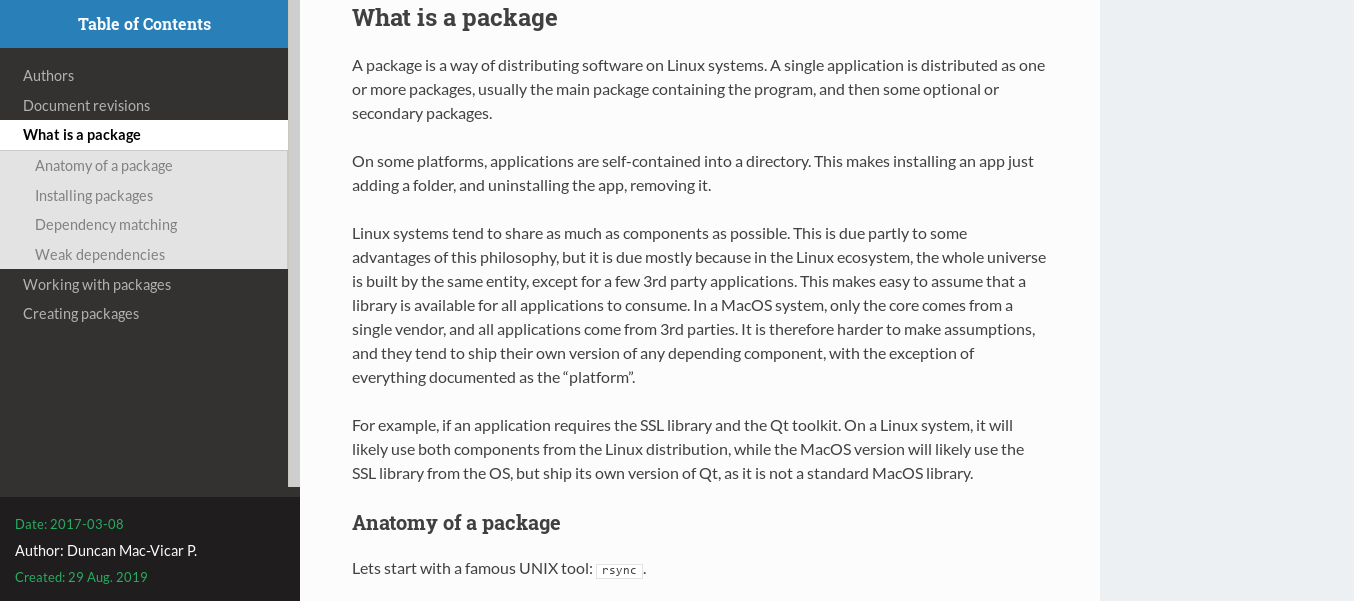 Table of Contents
Authors
Document revisions
What is a package
Anatomy of a package
Installing packages
Dependency matching
Weak dependencies
Working with packages
Creating packages
Date: 2017-03-08
Author: Duncan Mac-Vicar P.
Created: 29 Aug. 2019
What is a package
A package is a way of distributing software on Linux systems. A single application is distributed as one
or more packages, usually the main package containing the program, and then some optional or
secondary packages.
On some platforms, applications are self-contained into a directory. This makes installing an app just
adding a folder, and uninstalling the app, removing it.
Linux systems tend to share as much as components as possible. This is due partly to some
advantages of this philosophy, but it is due mostly because in the Linux ecosystem, the whole universe
is built by the same entity, except for a few 3rd party applications. This makes easy to assume that a
library is available for all applications to consume. In a MacOS system, only the core comes from a
single vendor, and all applications come from 3rd parties. It is therefore harder to make assumptions,
and they tend to ship their own version of any depending component, with the exception of
everything documented as the “platform”.
For example, if an application requires the SSL library and the Qt toolkit. On a Linux system, it will
likely use both components from the Linux distribution, while the MacOS version will likely use the
SSL library from the OS, but ship its own version of Qt, as it is not a standard MacOS library.
Anatomy of a package
Lets start with a famous UNIX tool: rsync.